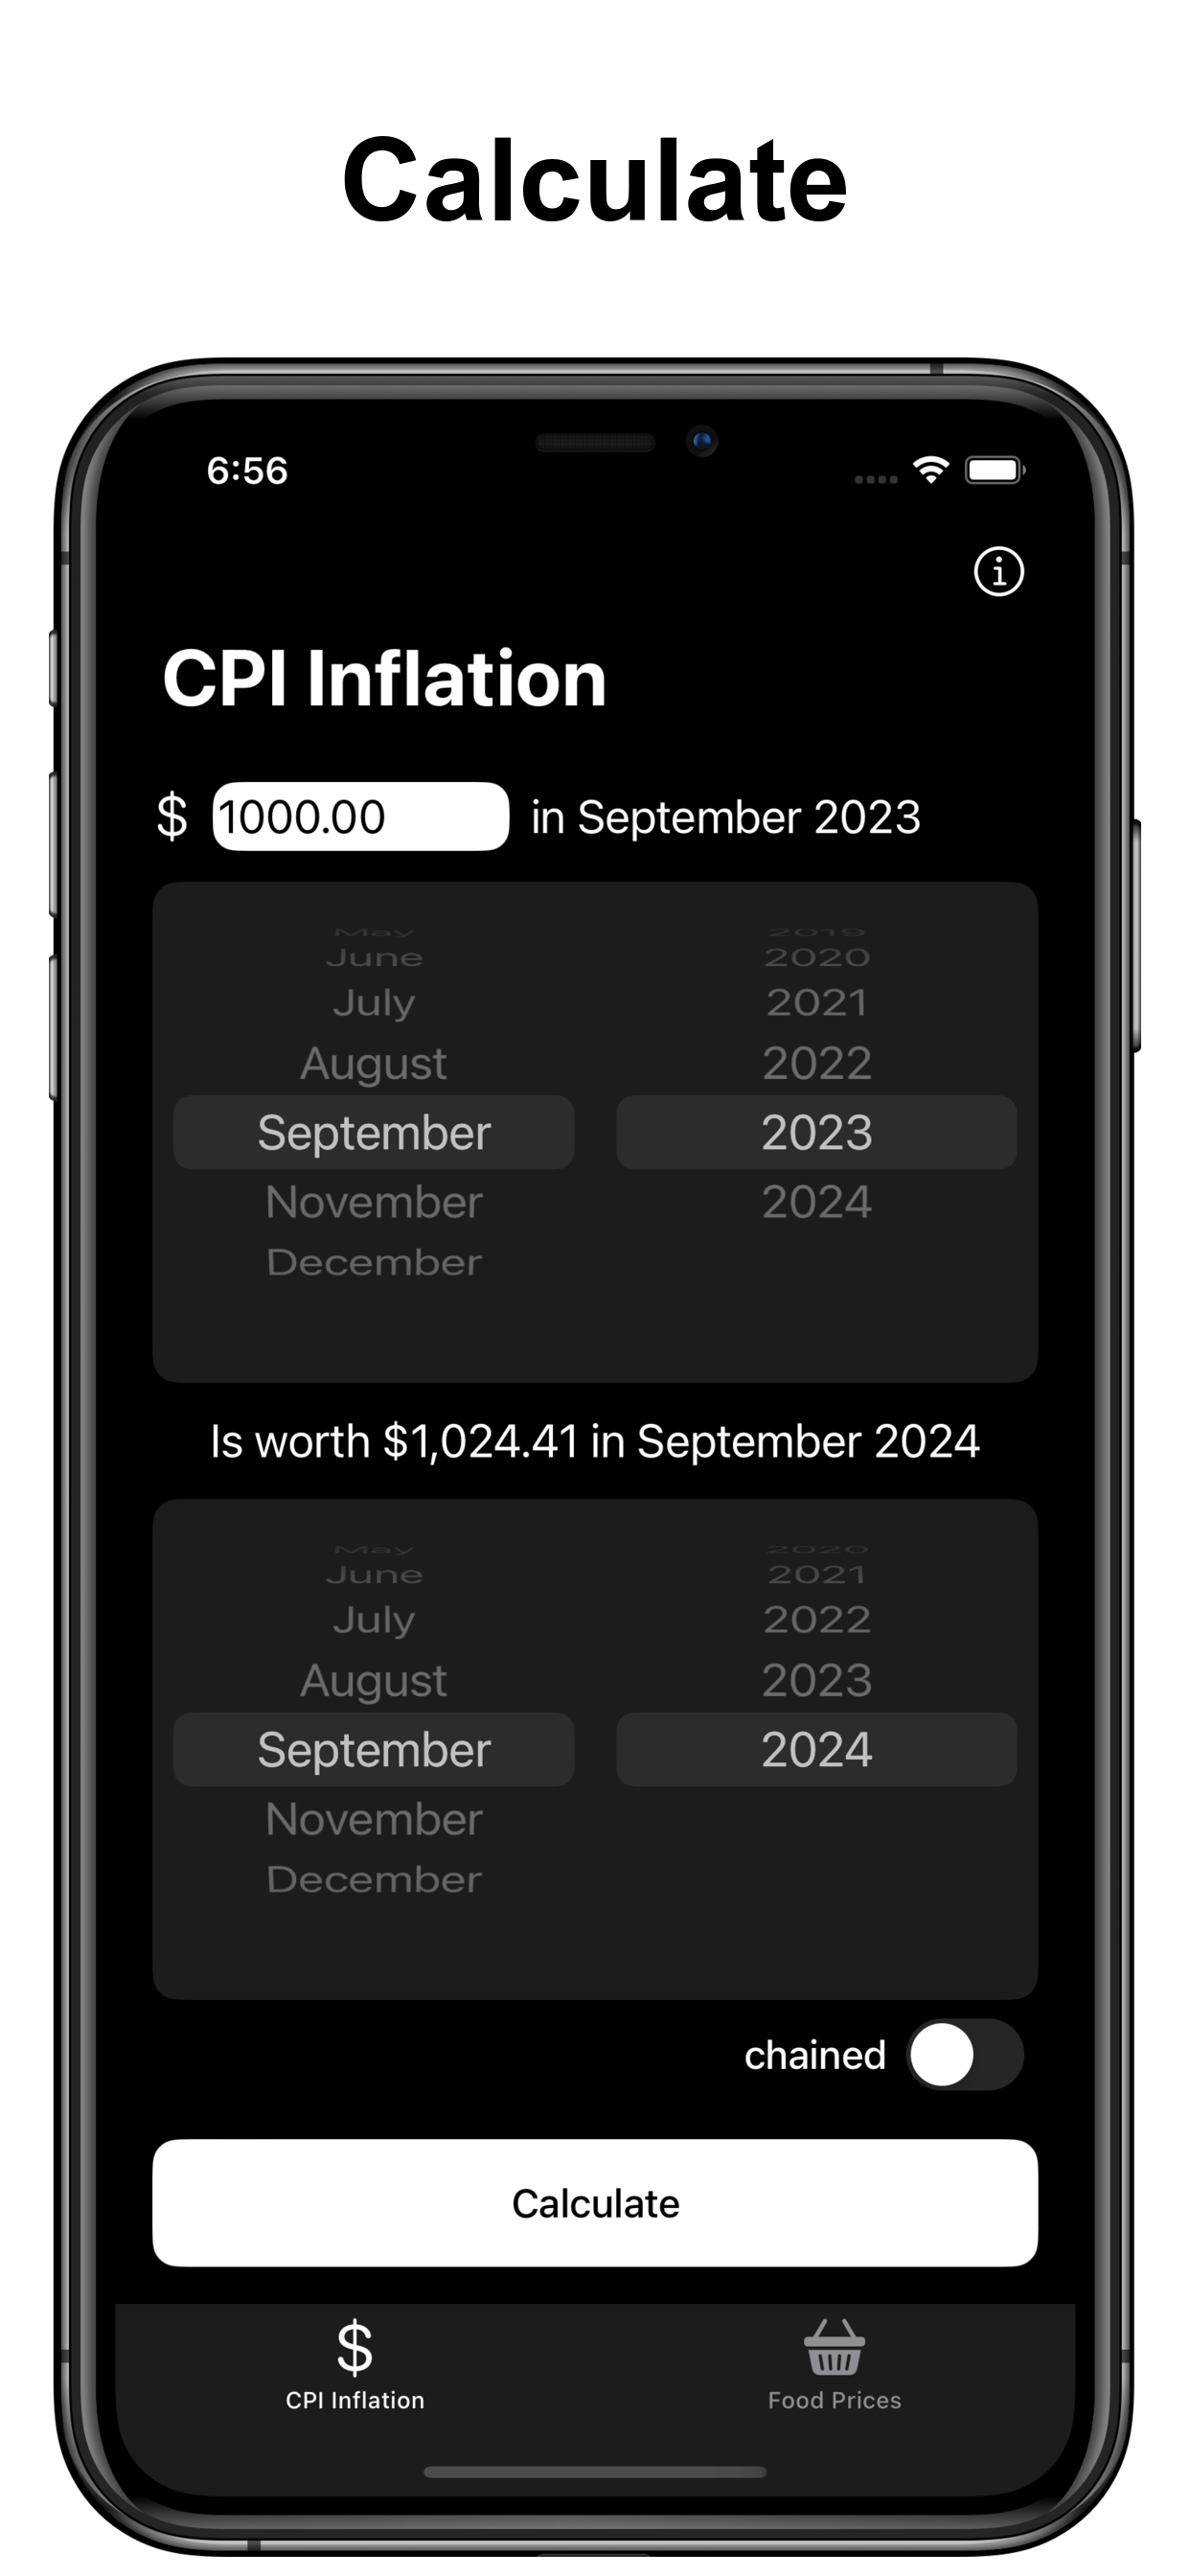 Calculate
6:56
CPI Inflation
$ 1000.00 in September 2023
May 2019
June 2020
July 2021
August 2022
September 2023
November 2024
December
Is worth $1,024.41 in September 2024
May 2020
June 2021
July 2022
August 2023
September 2024
November
December
chained
Calculate
$
CPI Inflation Food Prices